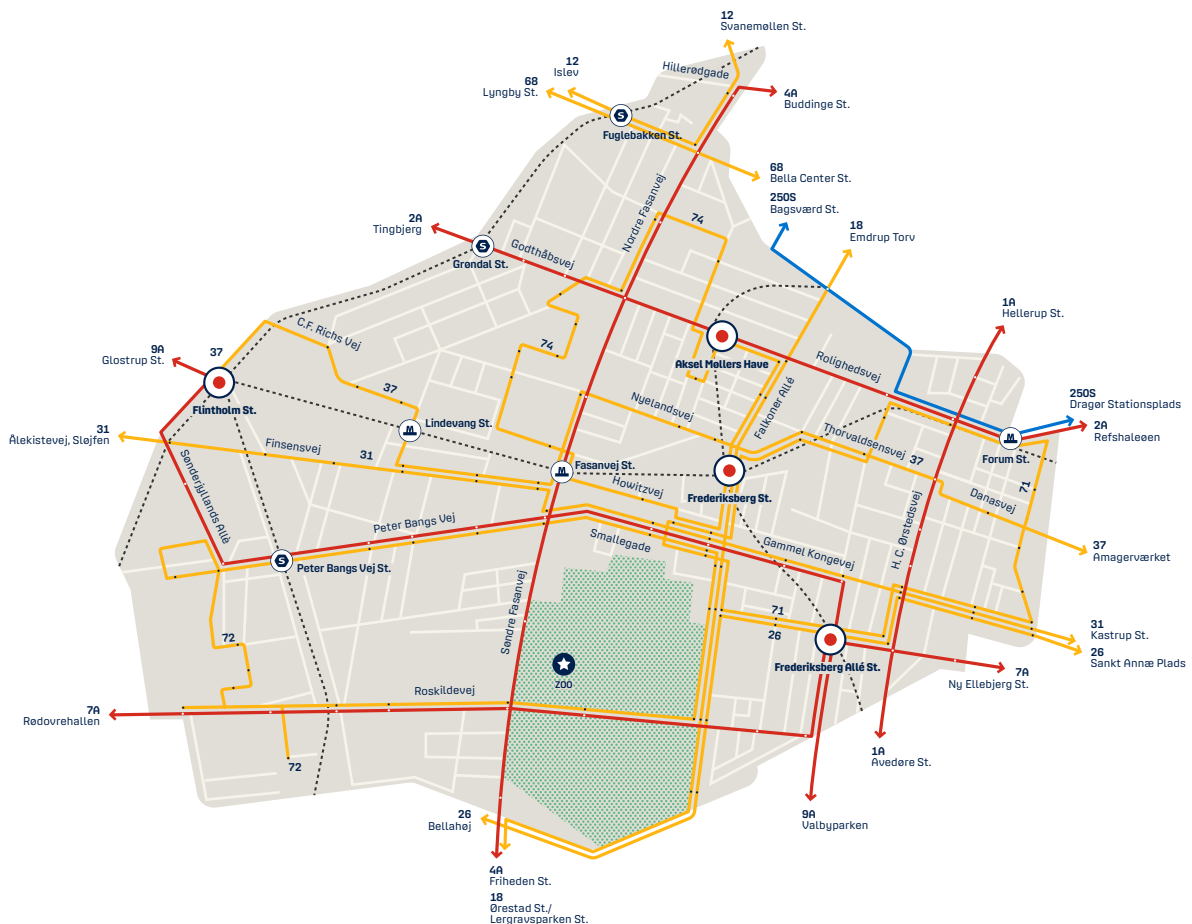 12
Svanemøllen St.
Hillerødgade
12
Islev
68
Lyngby St.
4A
Buddinge St.
S
Fuglebakken St.
68
Bella Center St.
250S
Bagsværd St.
18
Emdrup Torv
2A
Tingbjerg
S
Grøndal St.
Godthåbsvej
Nordre Fasanvej
74
1A
Hellerup St.
C.F. Richs Vej
37
9A
Glostrup St.
74
Aksel Møllers Have
Rolighedsvej
Flintholm St.
37
Nyelandsvej
Falkoner Allé
250S
Dragør Stationsplads
2A
Refshaleøen
31
Ålekistevej, Sløjfen
Lindevang St.
Finsensvej
31
Thorvaldsensvej
37
Forum St.
Sønderjyllands Allé
Fasanvej St.
Howitzvej
Frederiksberg St.
71
Danasvej
Peter Bangs Vej
Smallegade
Gammel Kongevej
H. C. Ørstedsvej
37
Amagerværket
S
Peter Bangs Vej St.
Søndre Fasanvej
72
71
26
31
Kastrup St.
26
Sankt Annæ Plads
ZOO
Frederiksberg Allé St.
7A
Ny Ellebjerg St.
Roskildevej
7A
Rødovrehallen
72
1A
Avedøre St.
26
Bellahøj
9A
Valbyparken
4A
Friheden St.
18
Ørestad St./
Lergravsparken St.